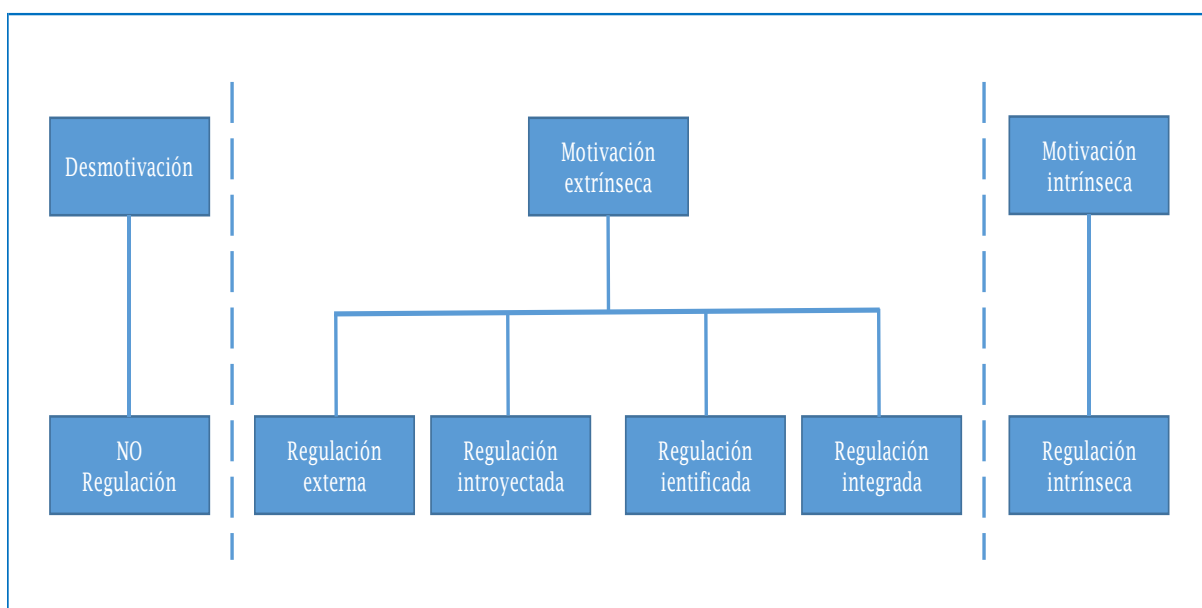 Desmotivación
Motivación
extrínseca
Motivación
intrínseca
NO
Regulación
Regulación
externa
Regulación
introyectada
Regulación
ientificada
Regulación
integrada
Regulación
intrínseca